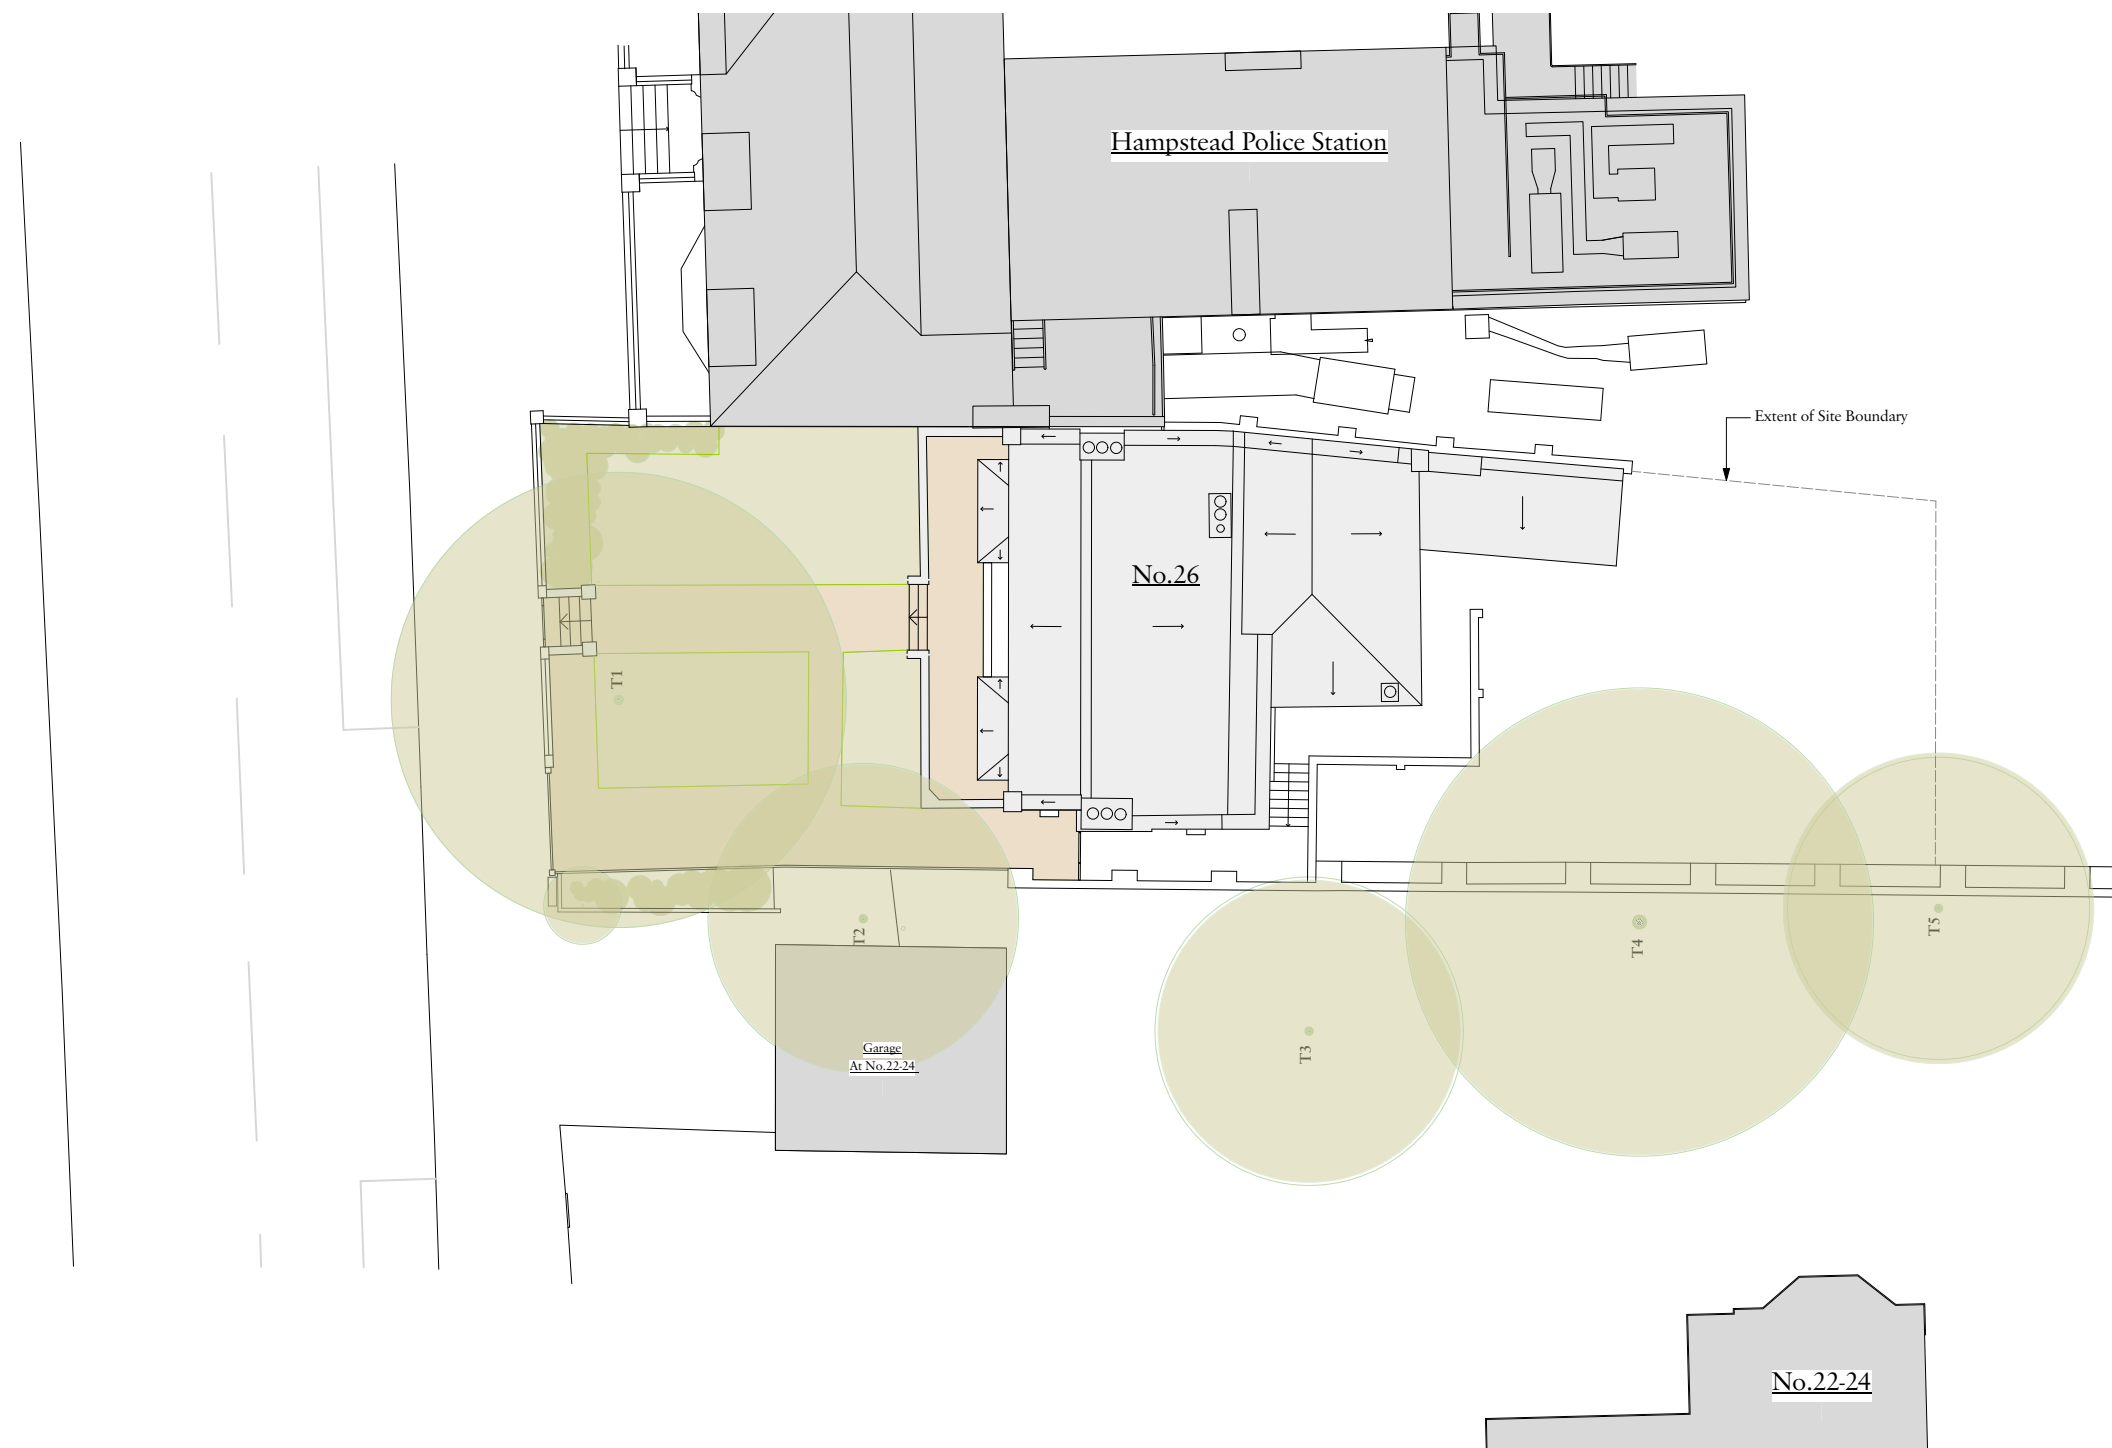 Hampstead Police Station
Extent of Site Boundary
No.26
T1
T2
T4
T5
T3
Garage
At No.22-24
No.22-24